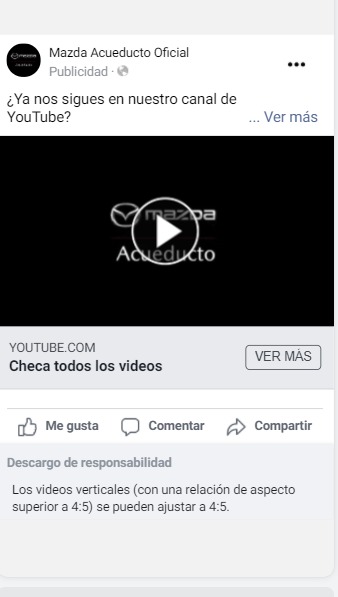 Mazda Acueducto Oficial
Publicidad ·
¿Ya nos sigues en nuestro canal de
YouTube?
... Ver más
mazda
Acueducto
YOUTUBE.COM
Checa todos los videos
VER MÁS
Me gusta
Comentar
Compartir
Descargo de responsabilidad
Los videos verticales (con una relación de aspecto
superior a 4:5) se pueden ajustar a 4:5.